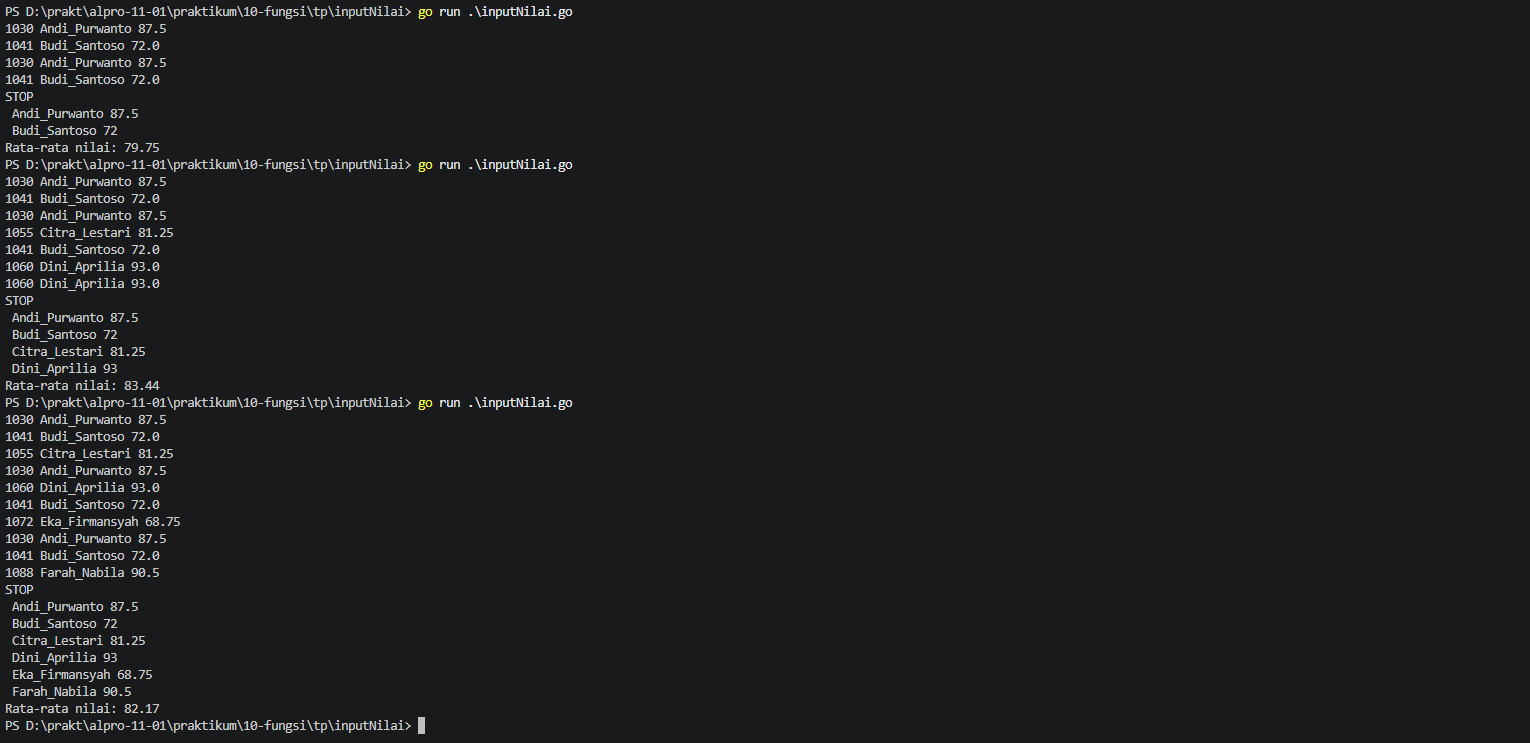 PS D:\prakt\alpro-11-01\praktikum\10-fungsi\tp\inputNilai> go run .\inputNilai.go
1030 Andi_Purwanto 87.5
1041 Budi_Santoso 72.0
1030 Andi_Purwanto 87.5
1041 Budi_Santoso 72.0
STOP
 Andi_Purwanto 87.5
 Budi_Santoso 72
Rata-rata nilai: 79.75
PS D:\prakt\alpro-11-01\praktikum\10-fungsi\tp\inputNilai> go run .\inputNilai.go
1030 Andi_Purwanto 87.5
1041 Budi_Santoso 72.0
1030 Andi_Purwanto 87.5
1055 Citra_Lestari 81.25
1041 Budi_Santoso 72.0
1060 Dini_Aprilia 93.0
1060 Dini_Aprilia 93.0
STOP
 Andi_Purwanto 87.5
 Budi_Santoso 72
 Citra_Lestari 81.25
 Dini_Aprilia 93
Rata-rata nilai: 83.44
PS D:\prakt\alpro-11-01\praktikum\10-fungsi\tp\inputNilai> go run .\inputNilai.go
1030 Andi_Purwanto 87.5
1041 Budi_Santoso 72.0
1055 Citra_Lestari 81.25
1030 Andi_Purwanto 87.5
1060 Dini_Aprilia 93.0
1041 Budi_Santoso 72.0
1072 Eka_Firmansyah 68.75
1030 Andi_Purwanto 87.5
1041 Budi_Santoso 72.0
1088 Farah_Nabila 90.5
STOP
 Andi_Purwanto 87.5
 Budi_Santoso 72
 Citra_Lestari 81.25
 Dini_Aprilia 93
 Eka_Firmansyah 68.75
 Farah_Nabila 90.5
Rata-rata nilai: 82.17
PS D:\prakt\alpro-11-01\praktikum\10-fungsi\tp\inputNilai>